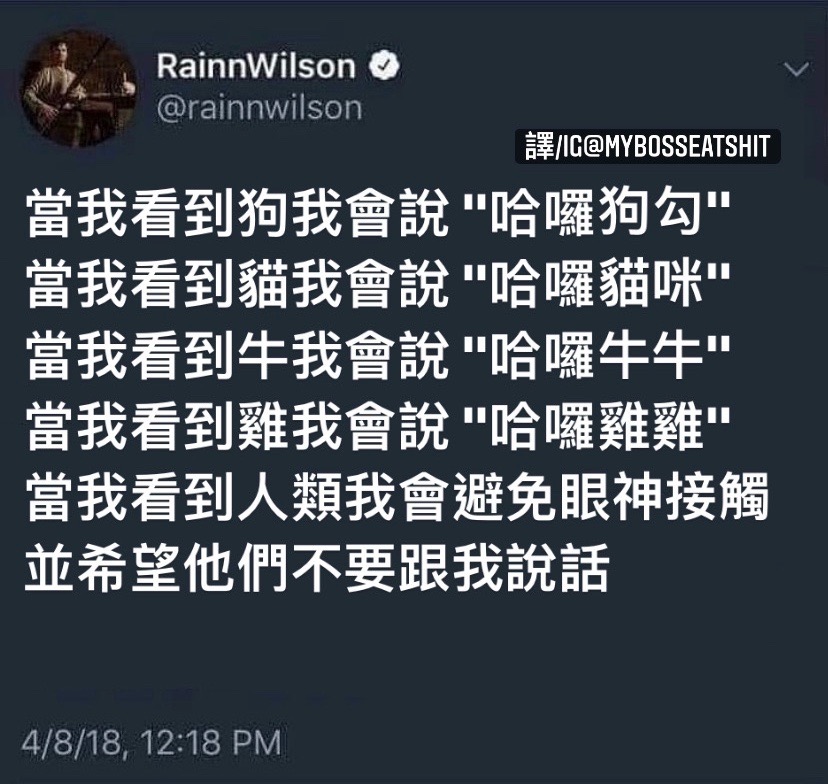 RainnWilson
@rainnwilson
譯/IG@MYBOSSEATSHIT
當我看到狗我會說 "哈囉狗勾"
當我看到貓我會說 "哈囉貓咪"
當我看到牛我會說 "哈囉牛牛"
當我看到雞我會說 "哈囉雞雞"
當我看到人類我會避免眼神接觸
並希望他們不要跟我說話
4/8/18, 12:18 PM